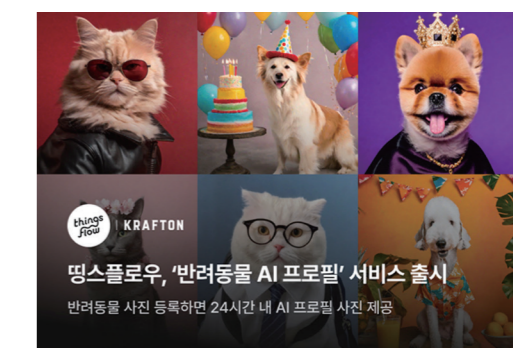 things
flow
KRAFTON
띵스플로우, ‘반려동물 AI 프로필’ 서비스 출시
반려동물 사진 등록하면 24시간 내 AI 프로필 사진 제공